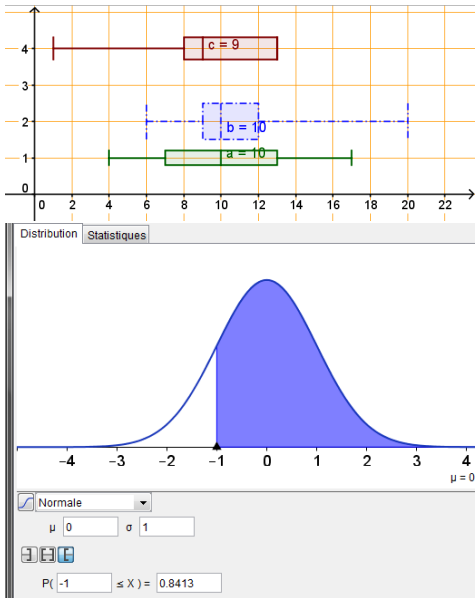 4
c = 9
3
2
b = 10
1
a = 10
0
0 2 4 6 8 10 12 14 16 18 20 22
Distribution Statistiques
-4 -3 -2 -1 0 1 2 3 4
μ = 0
Normale
μ 0 σ 1
P( -1 ≤ X ) = 0.8413